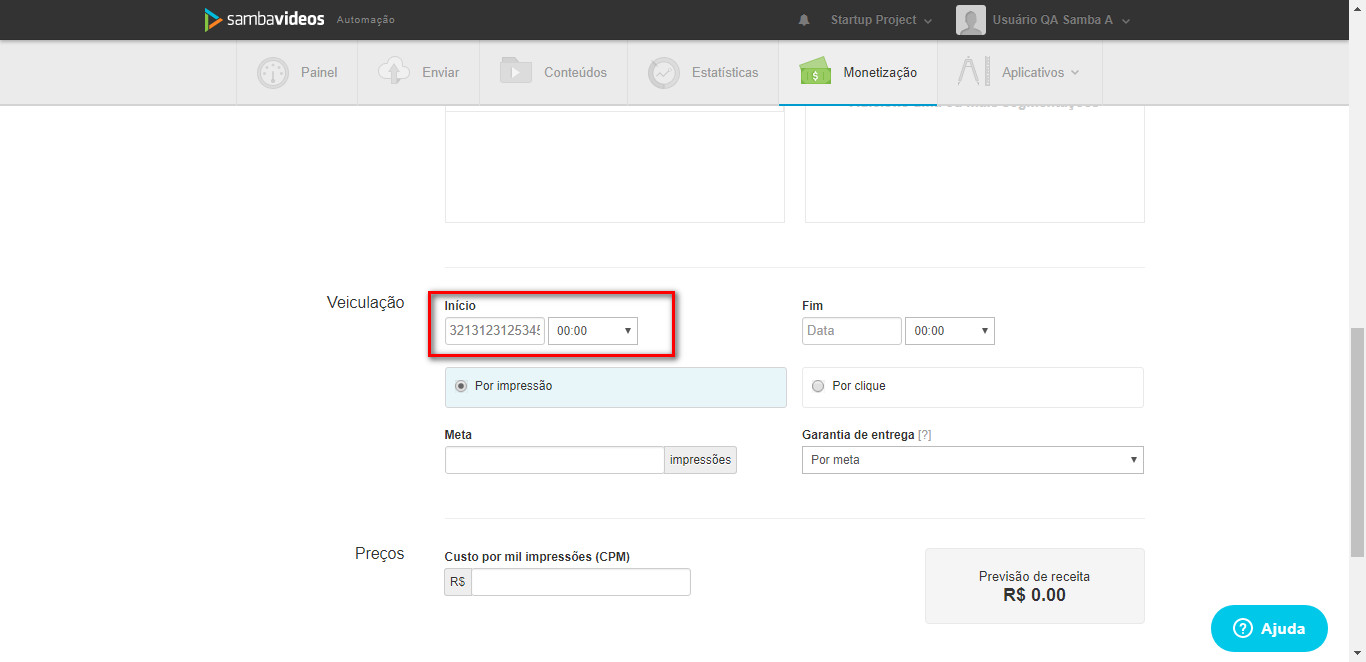 sambavideos Automação Startup Project Usuário QA Samba A
Painel Enviar Conteúdos Estatísticas Monetização Aplicativos
Veiculação
Início Fim
3213123125345 00:00 Data 00:00
Por impressão Por clique
Meta Garantia de entrega [?]
impressões Por meta
Preços Custo por mil impressões (CPM)
R$
Previsão de receita
R$ 0.00
Ajuda